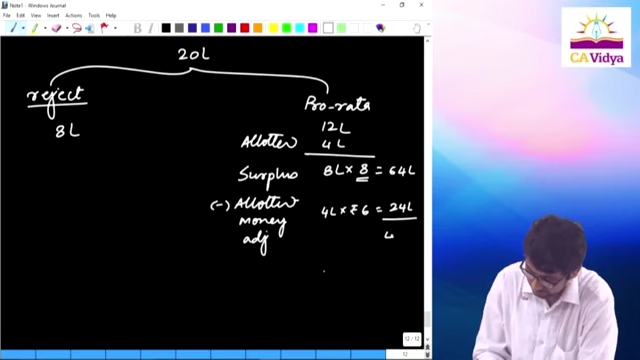 Note1 - Windows Journal
File Edit View Insert Actions Tools Help
20L
reject
8L
Pro-rata
12L
Allotted 4L
Surplus 8L × 8 = 64L
(-) Allotted 4L × ₹6 = 24L
money
adj
12 / 12
12
CA Vidya